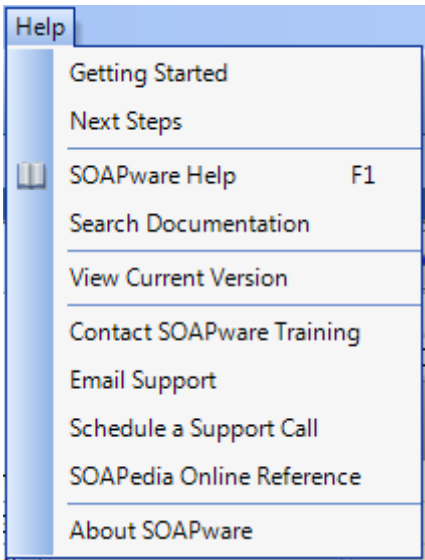 Help
Getting Started
Next Steps
SOAPware Help F1
Search Documentation
View Current Version
Contact SOAPware Training
Email Support
Schedule a Support Call
SOAPedia Online Reference
About SOAPware